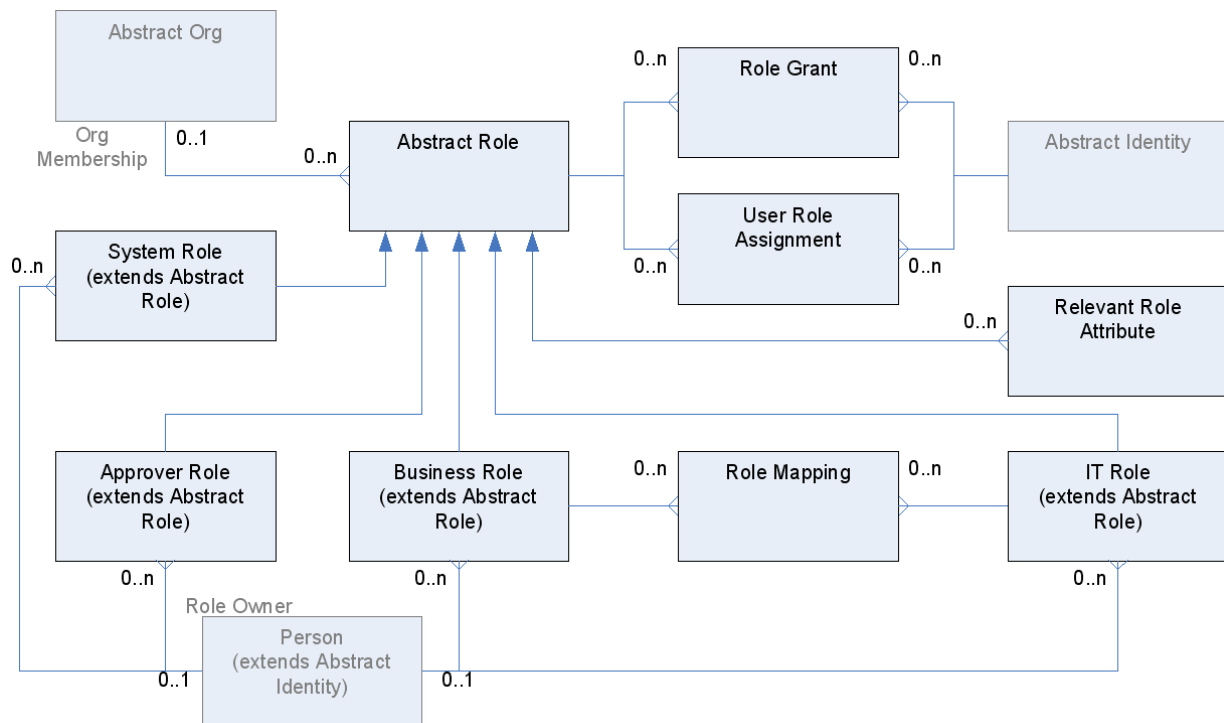 Abstract Org
0..n
Role Grant
0..n
Org
Membership
0..1
0..n
Abstract Role
Abstract Identity
System Role
(extends Abstract
Role)
0..n
User Role
Assignment
0..n
0..n
Relevant Role
Attribute
0..n
Approver Role
(extends Abstract
Role)
Business Role
(extends Abstract
Role)
0..n
Role Mapping
0..n
IT Role
(extends Abstract
Role)
0..n
0..n
0..n
Role Owner
Person
(extends Abstract
Identity)
0..1
0..1